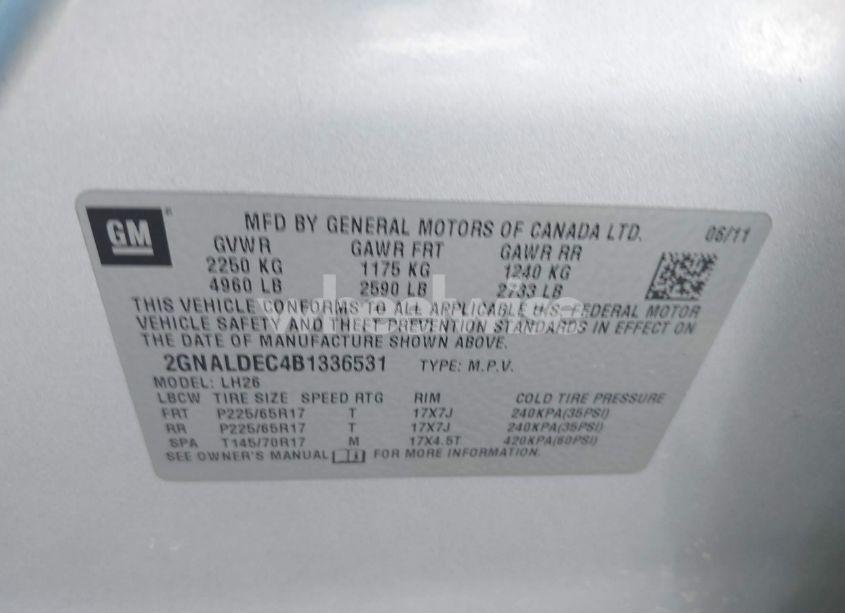 GM
MFD BY GENERAL MOTORS OF CANADA LTD. 06/11
GVWR GAWR FRT GAWR RR
2250 KG 1175 KG 1240 KG
4960 LB 2590 LB 2733 LB
THIS VEHICLE CONFORMS TO ALL APPLICABLE U.S. FEDERAL MOTOR
VEHICLE SAFETY AND THEFT PREVENTION STANDARDS IN EFFECT ON
THE DATE OF MANUFACTURE SHOWN ABOVE.
2GNALDEC4B1336531 TYPE: M.P.V.
MODEL: LH26
LBCW TIRE SIZE SPEED RTG RIM COLD TIRE PRESSURE
FRT P225/65R17 T 17X7J 240KPA(35PSI)
RR P225/65R17 T 17X7J 240KPA(35PSI)
SPA T145/70R17 M 17X4.5T 420KPA(60PSI)
SEE OWNER'S MANUAL FOR MORE INFORMATION.